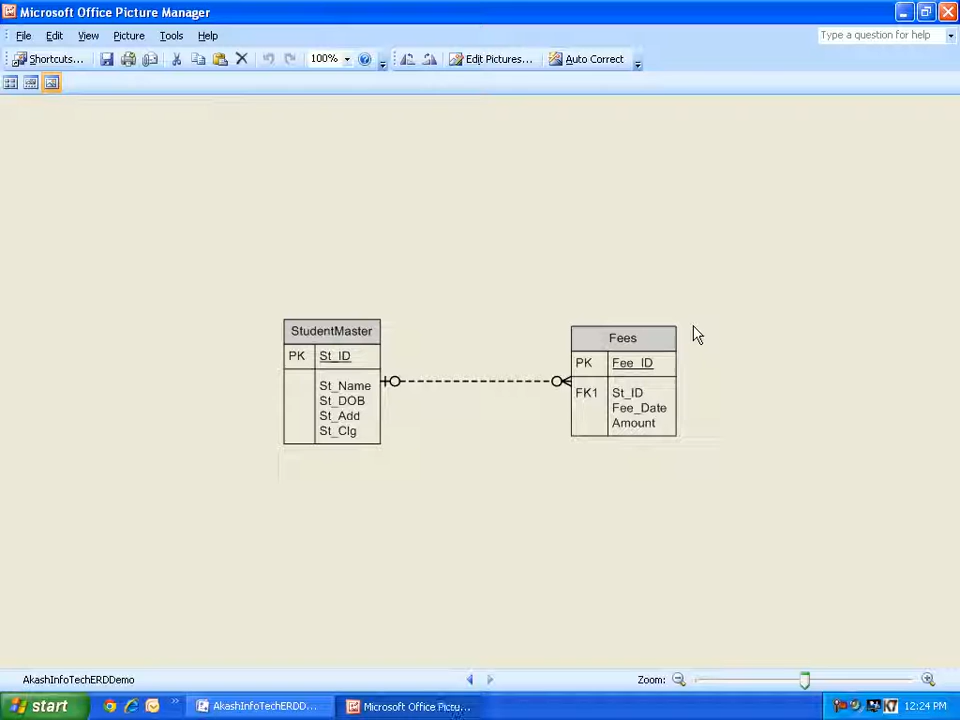 Microsoft Office Picture Manager
File Edit View Picture Tools Help
Type a question for help
Shortcuts... 100% Edit Pictures... Auto Correct
StudentMaster
PK St_ID
St_Name
St_DOB
St_Add
St_Clg
Fees
PK Fee_ID
FK1 St_ID
Fee_Date
Amount
AkashInfoTechERDDemo
Zoom:
start
AkashInfoTechERDD...
Microsoft Office Pictu...
12:24 PM